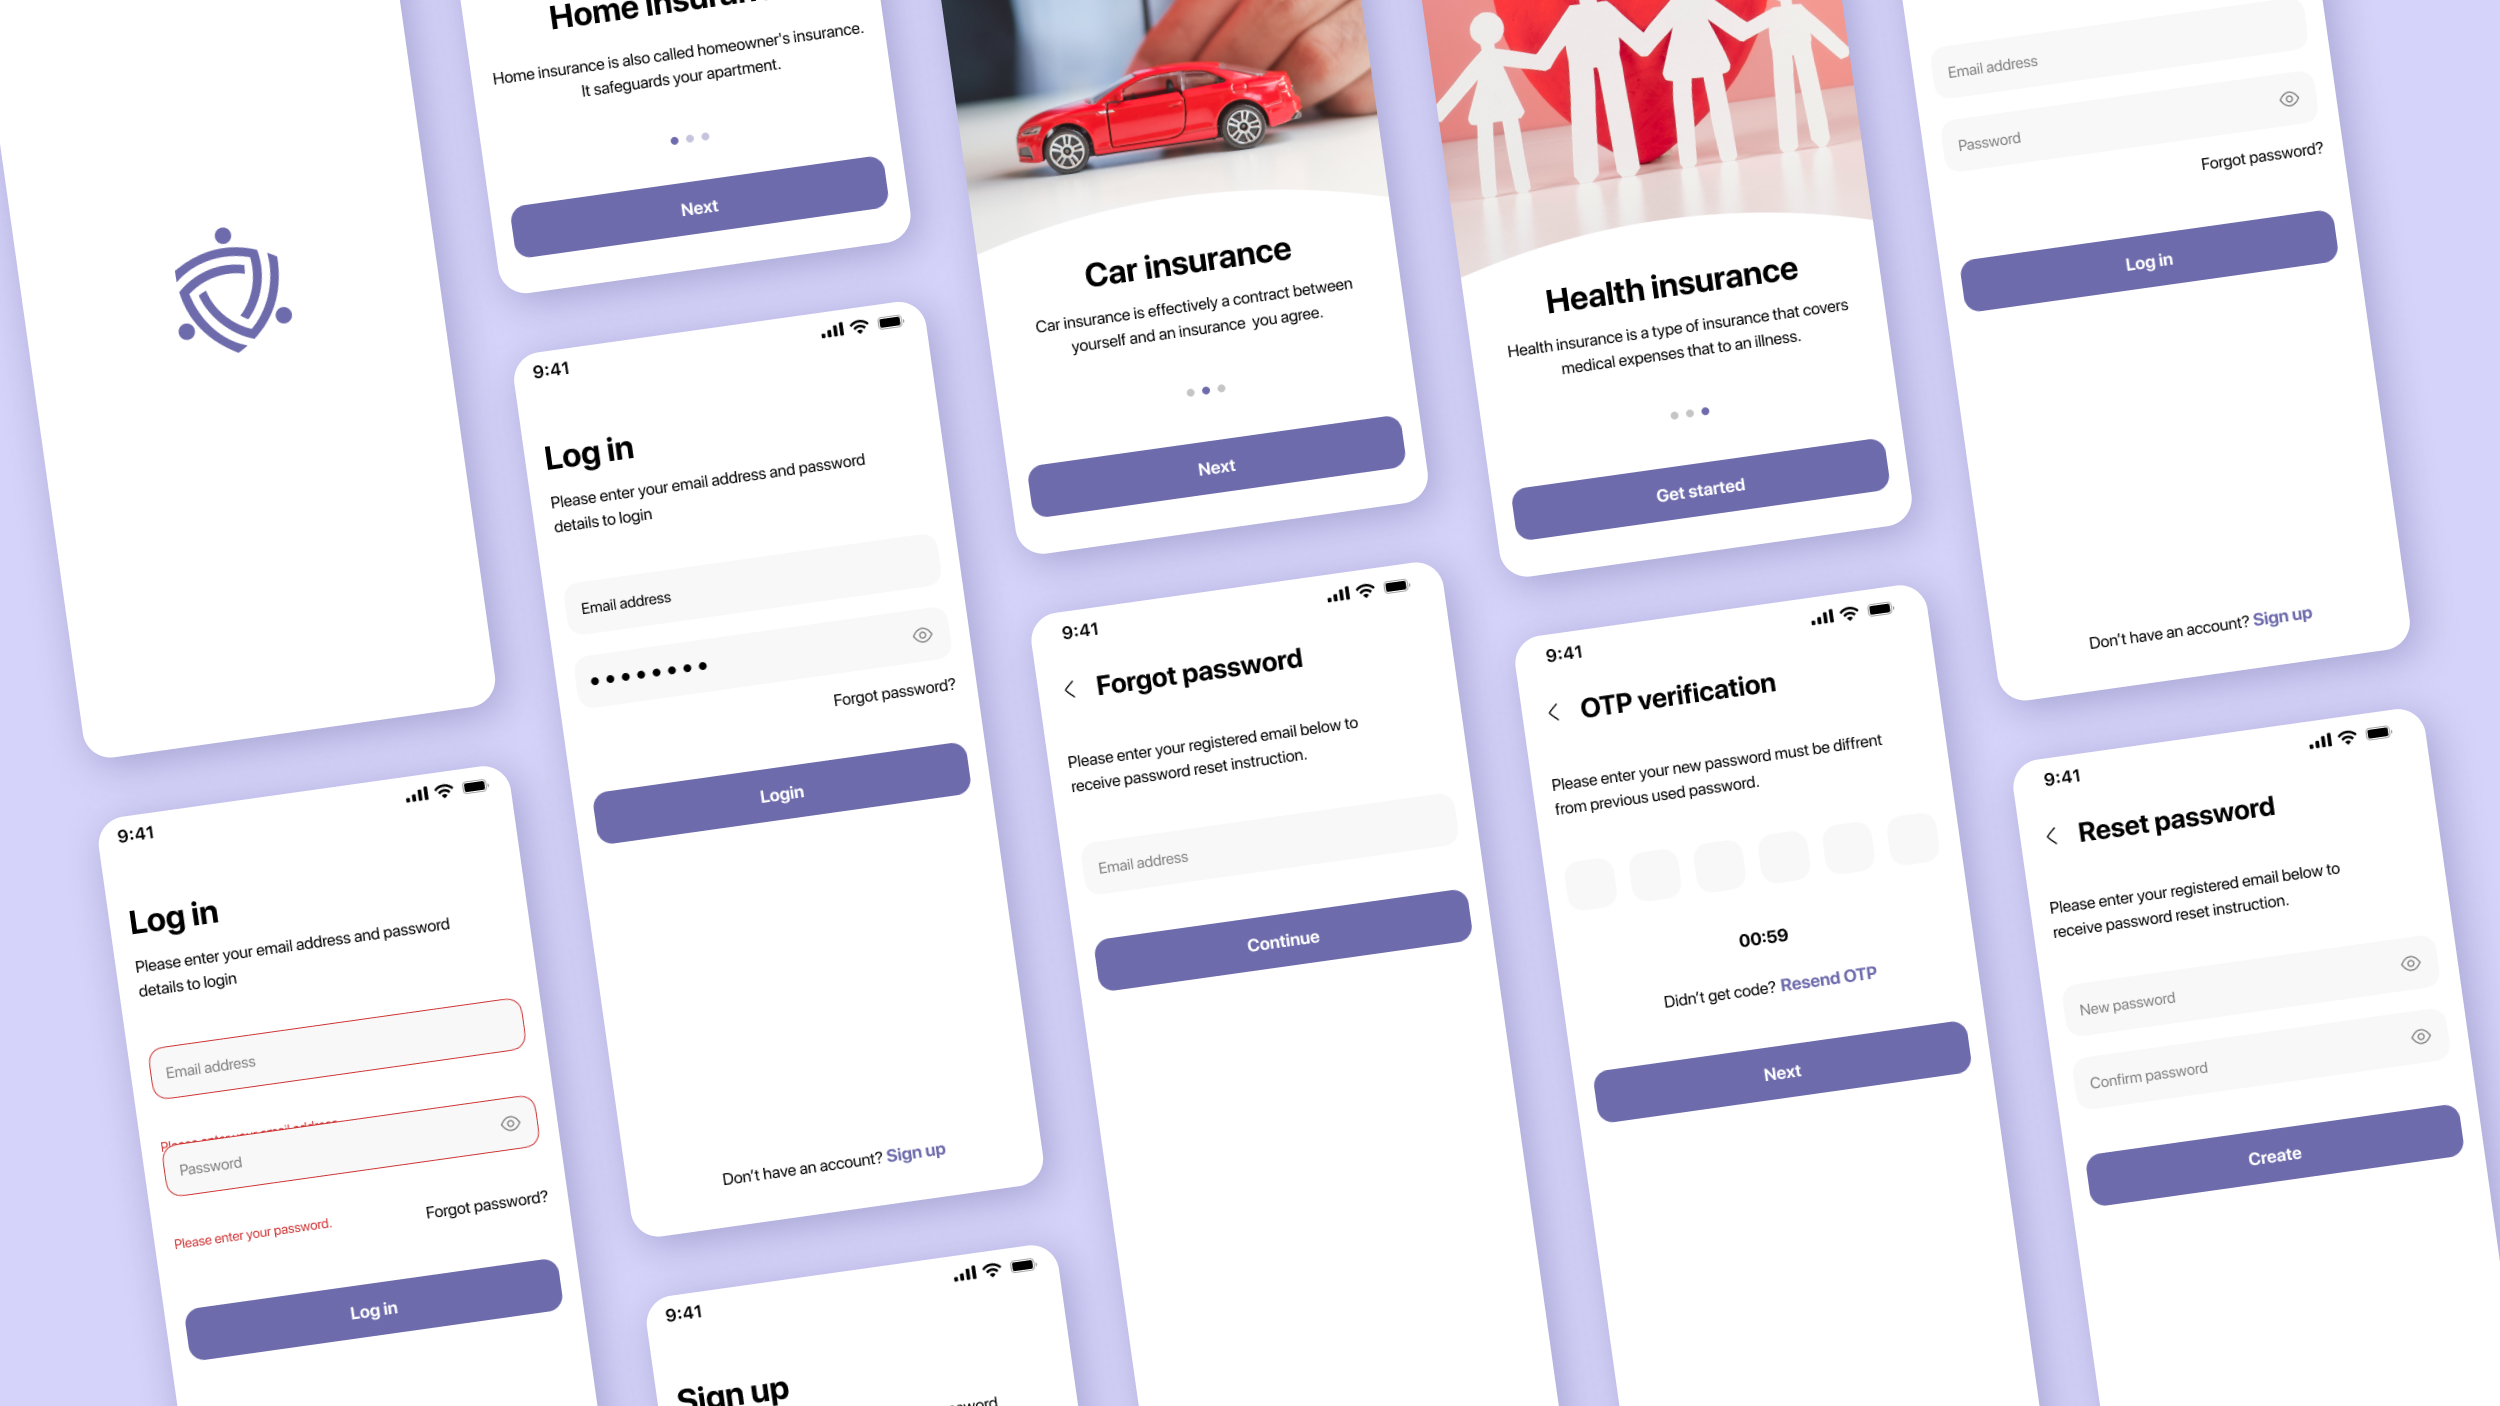 Home insuran
Home insurance is also called homeowner's insurance.
It safeguards your apartment.
Next
9:41
Log in
Please enter your email address and password
details to login
Email address
Forgot password?
Login
Don't have an account? Sign up
9:41
Log in
Please enter your email address and password
details to login
Email address
Please enter your email address
Password
Please enter your password.
Forgot password?
Log in
9:41
Sign up
Car insurance
Car insurance is effectively a contract between
yourself and an insurance  you agree.
Next
9:41
Forgot password
Please enter your registered email below to
receive password reset instruction.
Email address
Continue
Health insurance
Health insurance is a type of insurance that covers
medical expenses that to an illness.
Get started
9:41
OTP verification
Please enter your new password must be diffrent
from previous used password.
00:59
Didn't get code? Resend OTP
Next
Email address
Password
Forgot password?
Log in
Don't have an account? Sign up
9:41
Reset password
Please enter your registered email below to
receive password reset instruction.
New password
Confirm password
Create